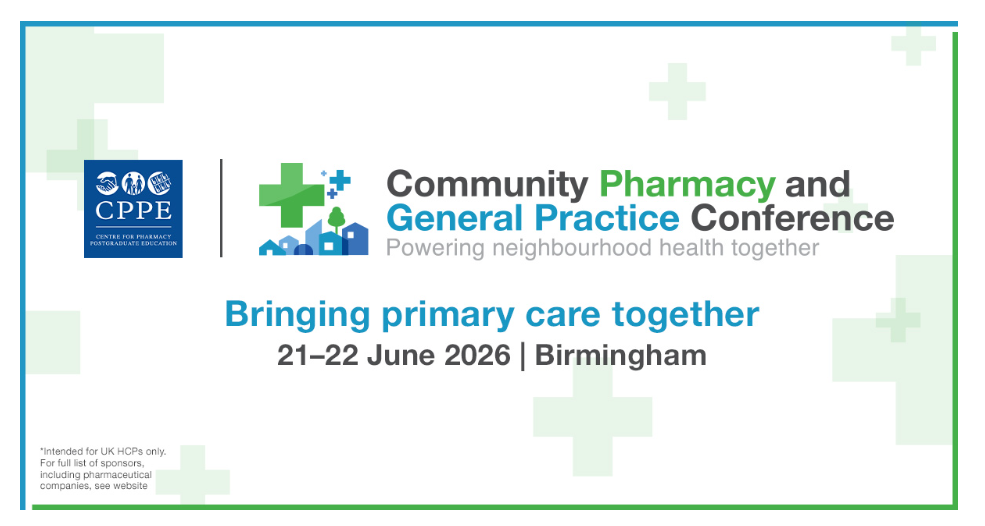 CPPE
CENTRE FOR PHARMACY
POSTGRADUATE EDUCATION
Community Pharmacy and
General Practice Conference
Powering neighbourhood health together
Bringing primary care together
21–22 June 2026 | Birmingham
*Intended for UK HCPs only.
For full list of sponsors,
including pharmaceutical
companies, see website